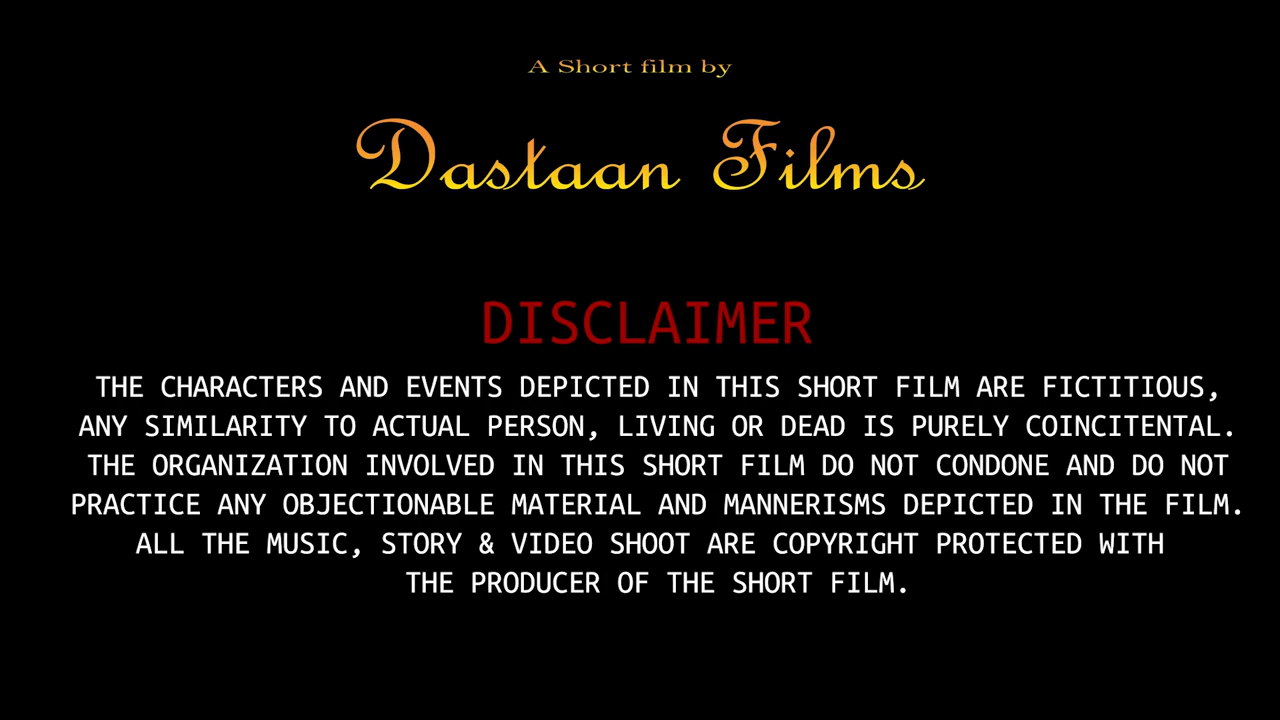 A Short film by
Dastaan Films
DISCLAIMER
THE CHARACTERS AND EVENTS DEPICTED IN THIS SHORT FILM ARE FICTITIOUS,
ANY SIMILARITY TO ACTUAL PERSON, LIVING OR DEAD IS PURELY COINCITENTAL.
THE ORGANIZATION INVOLVED IN THIS SHORT FILM DO NOT CONDONE AND DO NOT
PRACTICE ANY OBJECTIONABLE MATERIAL AND MANNERISMS DEPICTED IN THE FILM.
ALL THE MUSIC, STORY & VIDEO SHOOT ARE COPYRIGHT PROTECTED WITH
THE PRODUCER OF THE SHORT FILM.